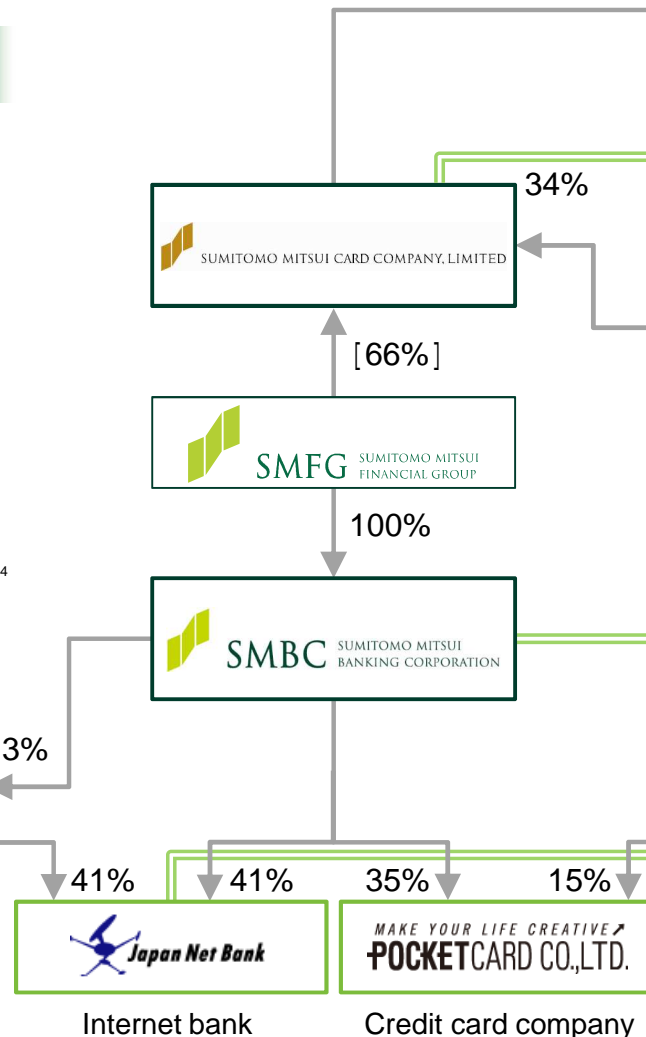 34%
SUMITOMO MITSUI CARD COMPANY, LIMITED
[66%]
SMFG SUMITOMO MITSUI
FINANCIAL GROUP
100%
4
SMBC SUMITOMO MITSUI
BANKING CORPORATION
3%
41% 41% 35% 15%
Japan Net Bank
MAKE YOUR LIFE CREATIVE
POCKETCARD CO.,LTD.
Internet bank Credit card company